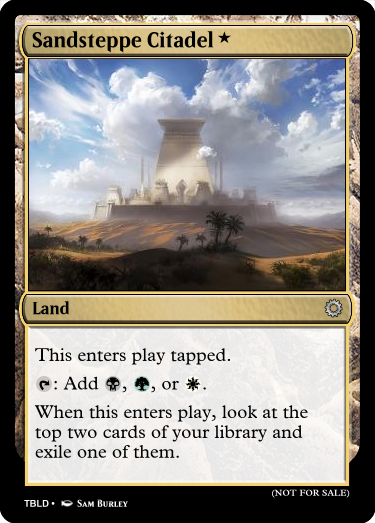 Sandsteppe Citadel ★
Land
This enters play tapped.
: Add , , or .
When this enters play, look at the
top two cards of your library and
exile one of them.
(NOT FOR SALE)
TBLD • Sam Burley